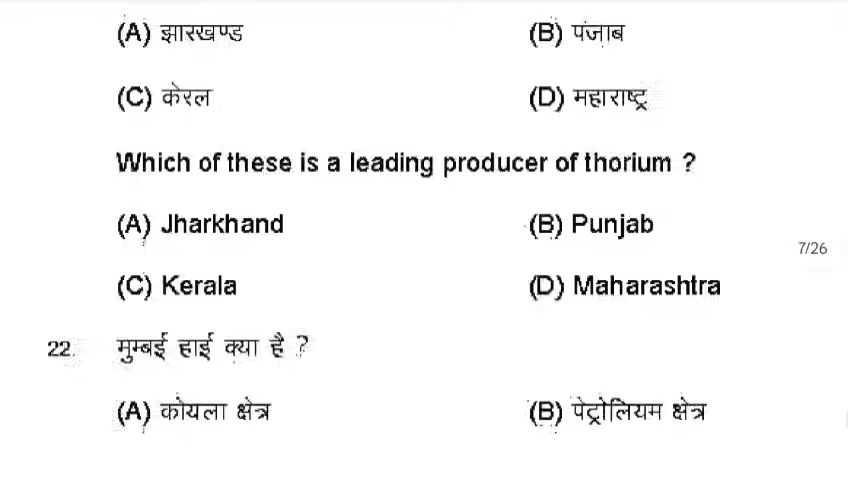 (A) झारखण्ड (B) पंजाब
(C) केरल (D) महाराष्ट्र
Which of these is a leading producer of thorium ?
(A) Jharkhand (B) Punjab
7/26
(C) Kerala (D) Maharashtra
22. मुम्बई हाई क्या है ?
(A) कोयला क्षेत्र (B) पेट्रोलियम क्षेत्र